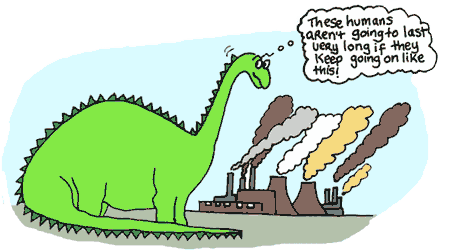 These humans
aren't going to last
very long if they
keep going on like
this!